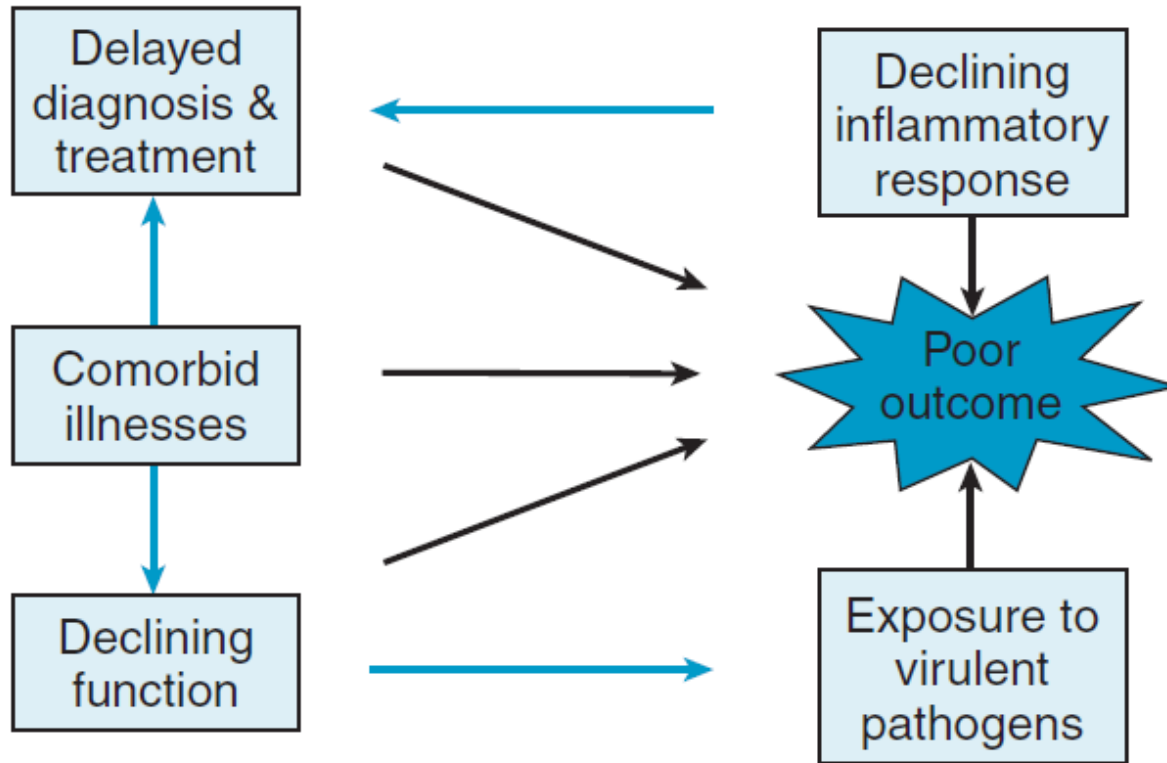 Delayed
diagnosis &
treatment
Declining
inflammatory
response
Comorbid
illnesses
Poor
outcome
Declining
function
Exposure to
virulent
pathogens